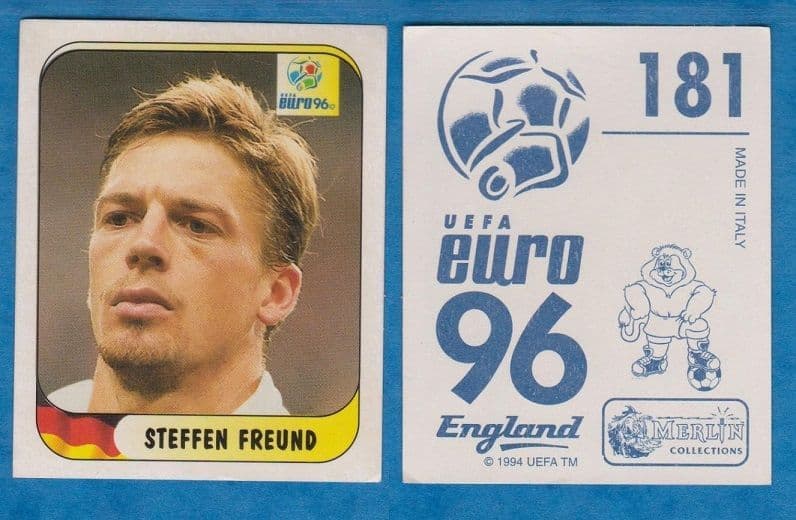 UEFA
euro96
STEFFEN FREUND
181
MADE IN ITALY
UEFA
euro
96
England
© 1994 UEFA TM
MERLIN
COLLECTIONS